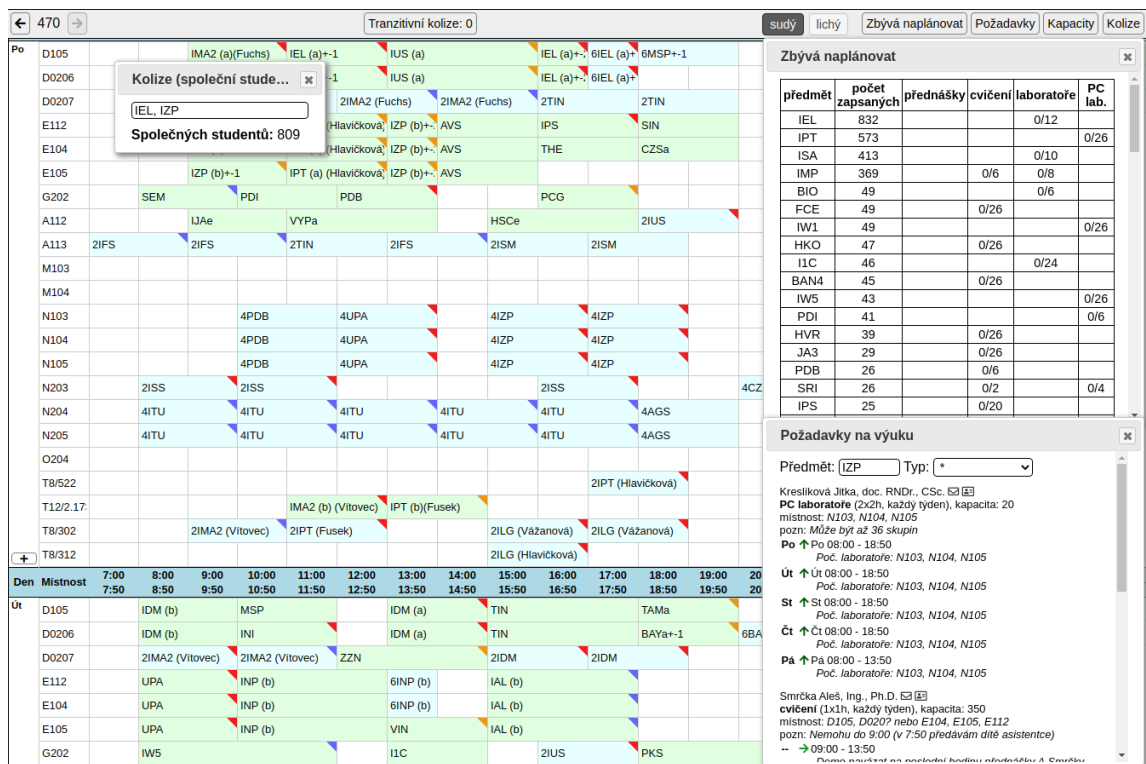 470 Tranzitivní kolize: 0 sudý lichý Zbývá naplánovat Požadavky Kapacity Kolize
Po
D105 IMA2 (a)(Fuchs) IEL (a)+-1 IUS (a) IEL (a)+- 6IEL (a)+ 6MSP+-1
D0206 -1 IUS (a) IEL (a)+- 6IEL (a)+
D0207 2IMA2 (Fuchs) 2IMA2 (Fuchs) 2TIN 2TIN
E112 (Hlavičková) IZP (b)+- AVS IPS SIN
E104 (Hlavičková) IZP (b)+- AVS THE CZSa
E105 IZP (b)+-1 IPT (a) (Hlavičková) IZP (b)+- AVS
G202 SEM PDI PDB PCG
A112 IJAe VYPa HSCe 2IUS
A113 2IFS 2IFS 2TIN 2IFS 2ISM 2ISM
M103
M104
N103 4PDB 4UPA 4IZP 4IZP
N104 4PDB 4UPA 4IZP 4IZP
N105 4PDB 4UPA 4IZP 4IZP
N203 2ISS 2ISS 2ISS 4CZ
N204 4ITU 4ITU 4ITU 4ITU 4ITU 4AGS
N205 4ITU 4ITU 4ITU 4ITU 4ITU 4AGS
O204
T8/522 2IPT (Hlavičková)
T12/2.17 IMA2 (b) (Vítovec) IPT (b)(Fusek)
T8/302 2IMA2 (Vítovec) 2IPT (Fusek) 2ILG (Vážanová) 2ILG (Vážanová)
T8/312 2ILG (Hlavičková)
+
Den Místnost 7:00 8:00 9:00 10:00 11:00 12:00 13:00 14:00 15:00 16:00 17:00 18:00 19:00 20
7:50 8:50 9:50 10:50 11:50 12:50 13:50 14:50 15:50 16:50 17:50 18:50 19:50 20
Út
D105 IDM (b) MSP IDM (a) TIN TAMa
D0206 IDM (b) INI IDM (a) TIN BAYa+-1 6BA
D0207 2IMA2 (Vítovec) 2IMA2 (Vítovec) ZZN 2IDM 2IDM
E112 UPA INP (b) 6INP (b) IAL (b)
E104 UPA INP (b) 6INP (b) IAL (b)
E105 UPA INP (b) VIN IAL (b)
G202 IW5 I1C 2IUS PKS
Kolize (společní stude...
IEL, IZP
Společných studentů: 809
Zbývá naplánovat
předmět počet zapsaných přednášky cvičení laboratoře PC lab.
IEL 832 0/12
IPT 573 0/26
ISA 413 0/10
IMP 369 0/6 0/8
BIO 49 0/6
FCE 49 0/26
IW1 49 0/26
HKO 47 0/26
I1C 46 0/24
BAN4 45 0/26
IW5 43 0/26
PDI 41 0/6
HVR 39 0/26
JA3 29 0/26
PDB 26 0/6
SRI 26 0/2 0/4
IPS 25 0/20
Požadavky na výuku
Předmět: IZP Typ: *
Kreslíková Jitka, doc. RNDr., CSc.
PC laboratoře (2x2h, každý týden), kapacita: 20
místnost: N103, N104, N105
pozn: Může být až 36 skupin
Po Po 08:00 - 18:50
Poč. laboratoře: N103, N104, N105
Út Út 08:00 - 18:50
Poč. laboratoře: N103, N104, N105
St St 08:00 - 18:50
Poč. laboratoře: N103, N104, N105
Čt Čt 08:00 - 18:50
Poč. laboratoře: N103, N104, N105
Pá Pá 08:00 - 13:50
Poč. laboratoře: N103, N104, N105
Smrčka Aleš, Ing., Ph.D.
cvičení (1x1h, každý týden), kapacita: 350
místnost: D105, D020? nebo E104, E105, E112
pozn: Nemohu do 9:00 (v 7:50 předávám dítě asistentce)
-- 09:00 - 13:50
Demo navázat na poslední hodinu přednášky A.Smrčky